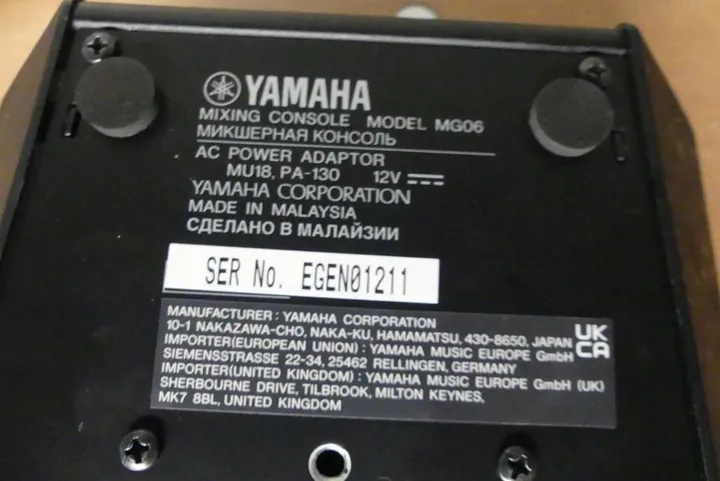 YAMAHA
MIXING CONSOLE MODEL MG06
МИКШЕРНАЯ КОНСОЛЬ
AC POWER ADAPTOR
MU18, PA-130 12V
YAMAHA CORPORATION
MADE IN MALAYSIA
СДЕЛАНО В МАЛАЙЗИИ
SER No. EGEN01211
MANUFACTURER : YAMAHA CORPORATION
10-1 NAKAZAWA-CHO, NAKA-KU, HAMAMATSU, 430-8650, JAPAN
IMPORTER(EUROPEAN UNION) : YAMAHA MUSIC EUROPE GmbH
SIEMENSSTRASSE 22-34, 25462 RELLINGEN, GERMANY
IMPORTER(UNITED KINGDOM) : YAMAHA MUSIC EUROPE GmbH (UK)
SHERBOURNE DRIVE, TILBROOK, MILTON KEYNES,
MK7 8BL, UNITED KINGDOM
UK
CA